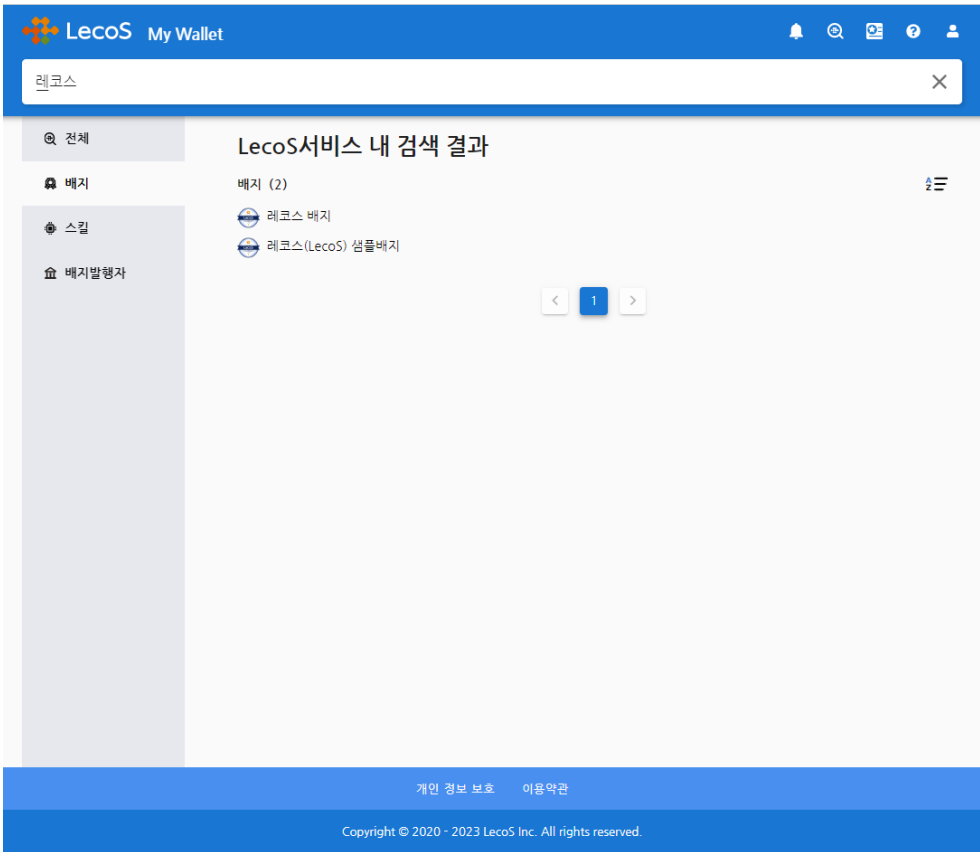 LecoS My Wallet
레코스
전체
배지
스킬
배지발행자
LecoS서비스 내 검색 결과
배지 (2)
A
Z
레코스 배지
레코스(LecoS) 샘플배지
< 1 >
개인 정보 보호 이용약관
Copyright © 2020 - 2023 LecoS Inc. All rights reserved.